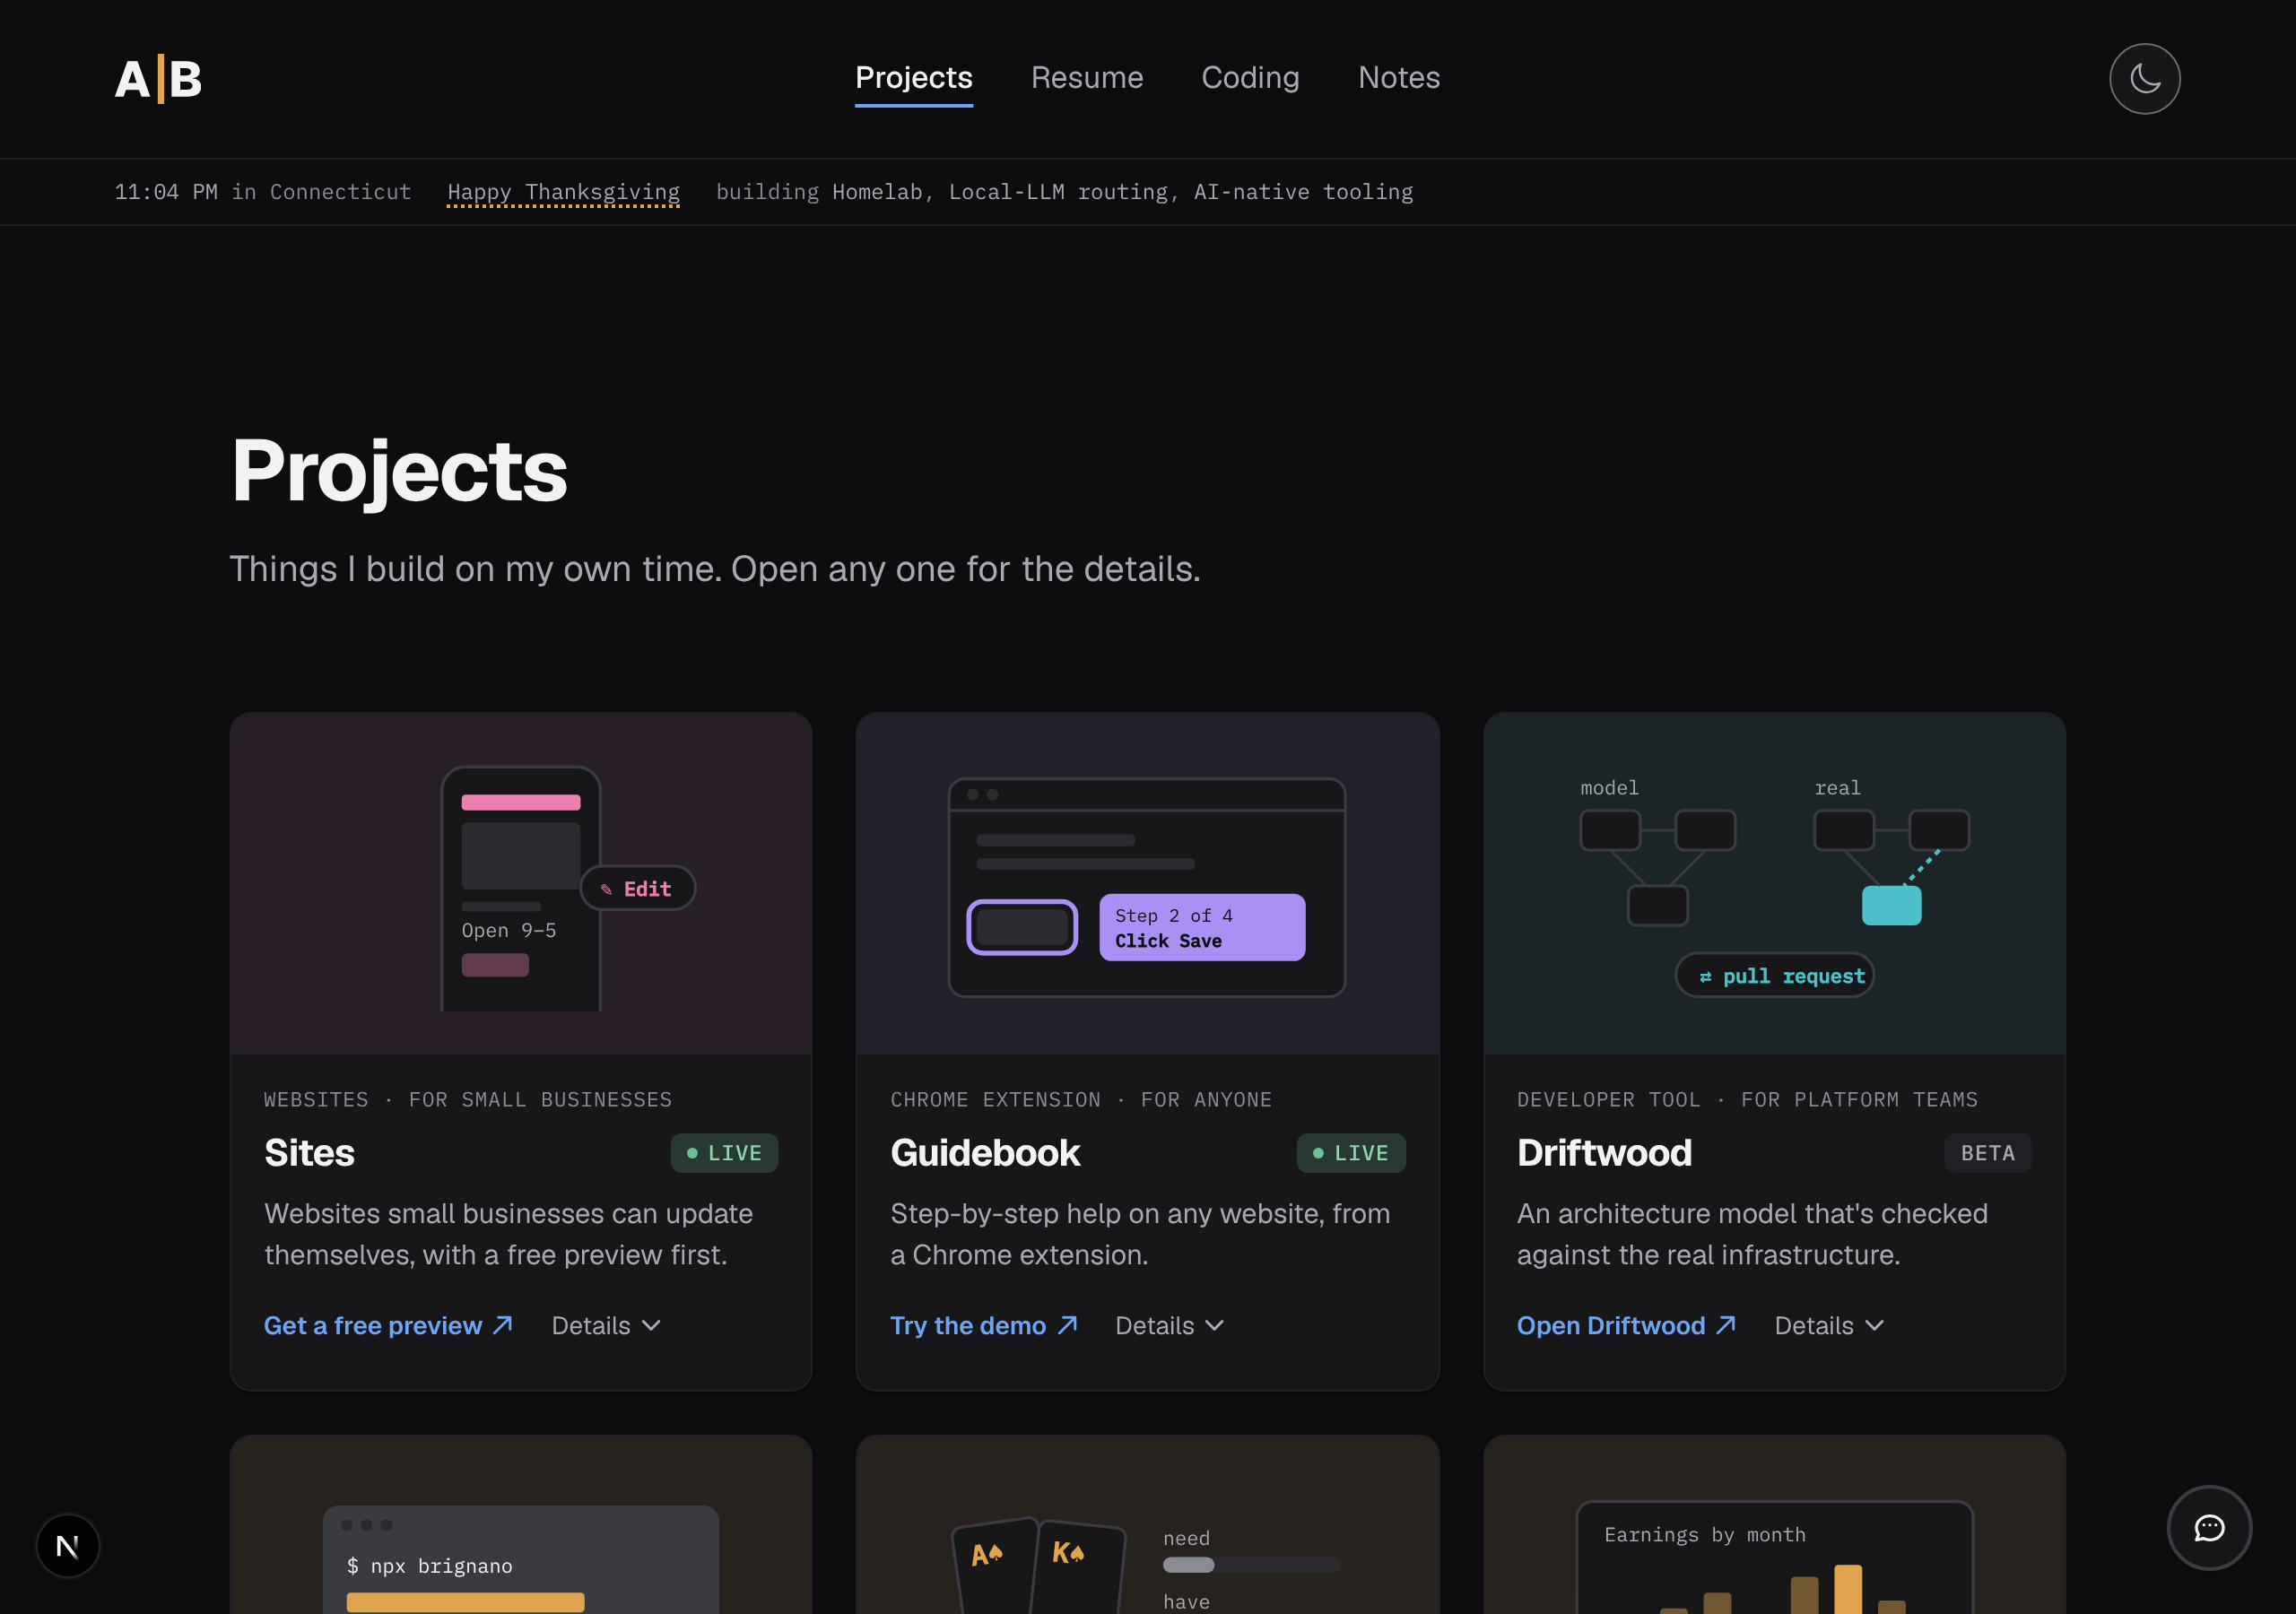 A|B
Projects Resume Coding Notes
11:04 PM in Connecticut Happy Thanksgiving building Homelab, Local-LLM routing, AI-native tooling
Projects
Things I build on my own time. Open any one for the details.
✎ Edit
Open 9–5
WEBSITES · FOR SMALL BUSINESSES
Sites
LIVE
Websites small businesses can update
themselves, with a free preview first.
Get a free preview ↗ Details
Step 2 of 4
Click Save
CHROME EXTENSION · FOR ANYONE
Guidebook
LIVE
Step-by-step help on any website, from
a Chrome extension.
Try the demo ↗ Details
model real
⇄ pull request
DEVELOPER TOOL · FOR PLATFORM TEAMS
Driftwood
BETA
An architecture model that's checked
against the real infrastructure.
Open Driftwood ↗ Details
$ npx brignano
A♠ K♠
need
have
Earnings by month
N